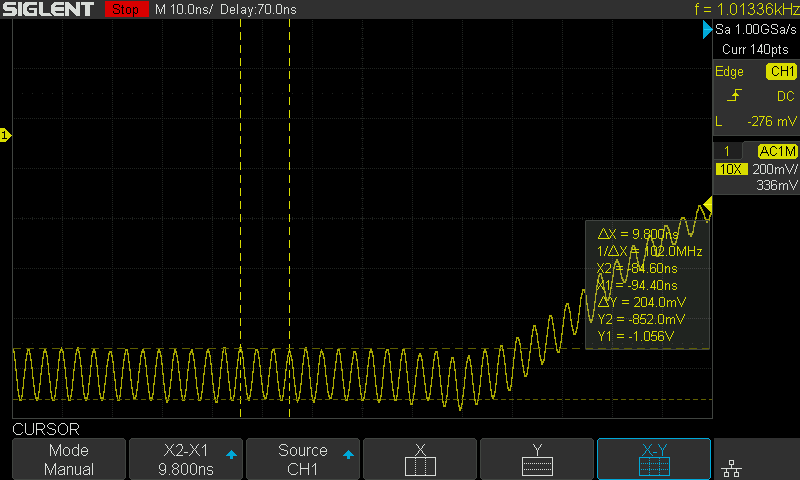 SIGLENT Stop M 10.0ns/ Delay:70.0ns f = 1.01336kHz
Sa 1.00GSa/s
Curr 140pts
Edge CH1
DC
L -276 mV
1 AC1M
10X 200mV/
336mV
1
ΔX = 9.800ns
1/ΔX = 102.0MHz
X2 = -84.60ns
X1 = -94.40ns
ΔY = 204.0mV
Y2 = -852.0mV
Y1 = -1.056V
CURSOR
Mode
Manual
X2-X1
9.800ns
Source
CH1
X
Y
X-Y